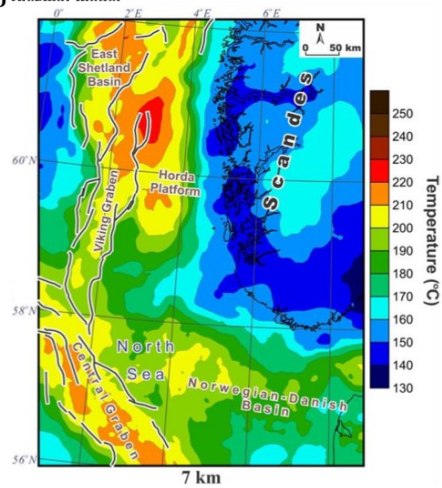 0°
2°E
4°E
6°E
N
0 50 km
East
Shetland
Basin
Scandes
60°N
Horda
Platform
Viking Graben
58°N
North
Sea
Central Graben
Norwegian-Danish
Basin
56°N
7 km
250
240
230
220
210
200
190
180
170
160
150
140
130
Temperature (°C)